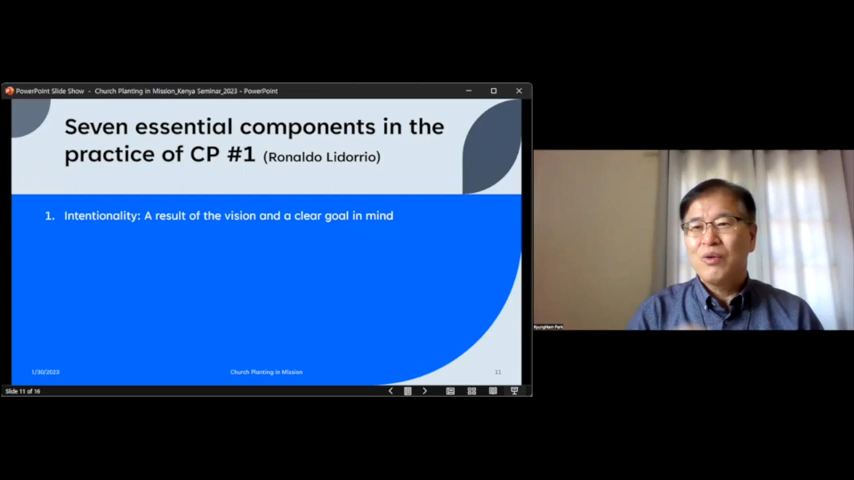 PowerPoint Slide Show - Church Planting in Mission_Kenya Seminar_2023 - PowerPoint
Seven essential components in the
practice of CP #1 (Ronaldo Lidorrio)
1. Intentionality: A result of the vision and a clear goal in mind
1/30/2023 Church Planting in Mission 11
Slide 11 of 16
KyungNam Park